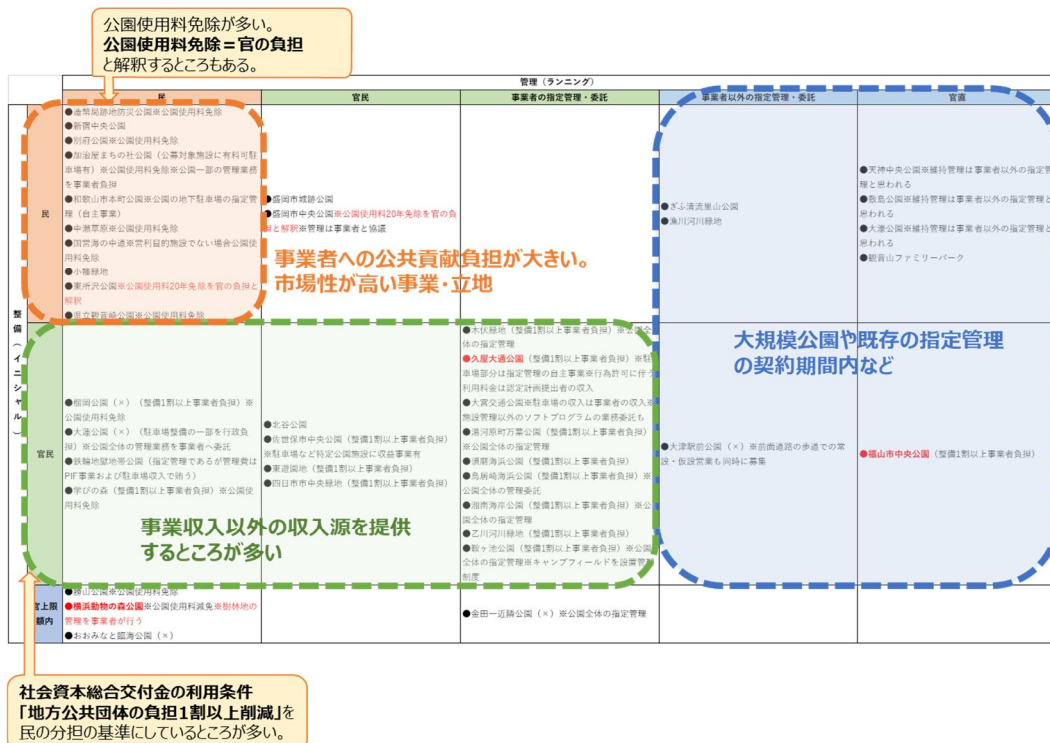 公園使用料免除が多い。
公園使用料免除＝官の負担
と解釈するところもある。
管理（ランニング）
民
官民
事業者の指定管理・委託
事業者以外の指定管理・委託
官直
整備（イニシャル）
民
●造幣局跡地防災公園※公園使用料免除
●新宿中央公園
●別府公園※公園使用料免除
●加治屋まちの杜公園（公募対象施設に有料可駐
車場有）※公園使用料免除※公園一部の管理業務
を事業者負担
●和歌山市本町公園※公園の地下駐車場の指定管
理（自主事業）
●中瀬草原※公園使用料免除
●国営海の中道※営利目的施設でない場合公園使
用料免除
●小幡緑地
●東所沢公園※公園使用料20年免除を官の負担と
解釈
●県立観音崎公園※公園使用料免除
●盛岡市城跡公園
●盛岡市中央公園※公園使用料20年免除を官の負
担と解釈※管理は事業者と協議
事業者への公共貢献負担が大きい。
市場性が高い事業・立地
●ぎふ清流里山公園
●漁川河川緑地
●天神中央公園※維持管理は事業者以外の指定管
理と思われる
●敷島公園※維持管理は事業者以外の指定管理と
思われる
●大濠公園※維持管理は事業者以外の指定管理と
思われる
●観音山ファミリーパーク
大規模公園や既存の指定管理
の契約期間内など
官民
●櫛岡公園（×）（整備1割以上事業者負担）※
公園使用料免除
●大蓮公園（×）（駐車場整備の一部を行政負
担）※公園全体の管理業務を事業者へ委託
●鉄輪地獄地帯公園（指定管理であるが管理費は
PIF事業および駐車場収入で賄う）
●学びの森（整備1割以上事業者負担）※公園使
用料免除
●北谷公園
●佐世保市中央公園（整備1割以上事業者負担）
※駐車場など特定公園施設に収益事業有
●東遊園地（整備1割以上事業者負担）
●四日市市中央緑地（整備1割以上事業者負担）
●木伏緑地（整備1割以上事業者負担）※公園全
体の指定管理
●久屋大通公園（整備1割以上事業者負担）※駐
車場部分は指定管理の自主事業※行為許可に伴う
利用料金は認定計画提出者の収入
●大宮交通公園※駐車場の収入は事業者の収入※
施設管理以外のソフトプログラムの業務委託も
●湯河原町万葉公園（整備1割以上事業者負担）
※公園全体の指定管理
●須磨海浜公園（整備1割以上事業者負担）
●鳥居崎海浜公園（整備1割以上事業者負担）※
公園全体の管理委託
●湘南海岸公園（整備1割以上事業者負担）※公
園全体の指定管理
●乙川河川緑地（整備1割以上事業者負担）
●鞍ヶ池公園（整備1割以上事業者負担）※公園
全体の指定管理※キャンプフィールドを設置管理
制度
●大津駅前公園（×）※前面道路の歩道での常
設・仮設営業も同時に募集
●福山市中央公園（整備1割以上事業者負担）
事業収入以外の収入源を提供
するところが多い
官上限
額内
●勝山公園※公園使用料免除
●横浜動物の森公園※公園使用料減免※樹林地の
管理を事業者が行う
●おおみなと臨海公園（×）
●金田一近隣公園（×）※公園全体の指定管理
社会資本総合交付金の利用条件
「地方公共団体の負担1割以上削減」を
民の分担の基準にしているところが多い。